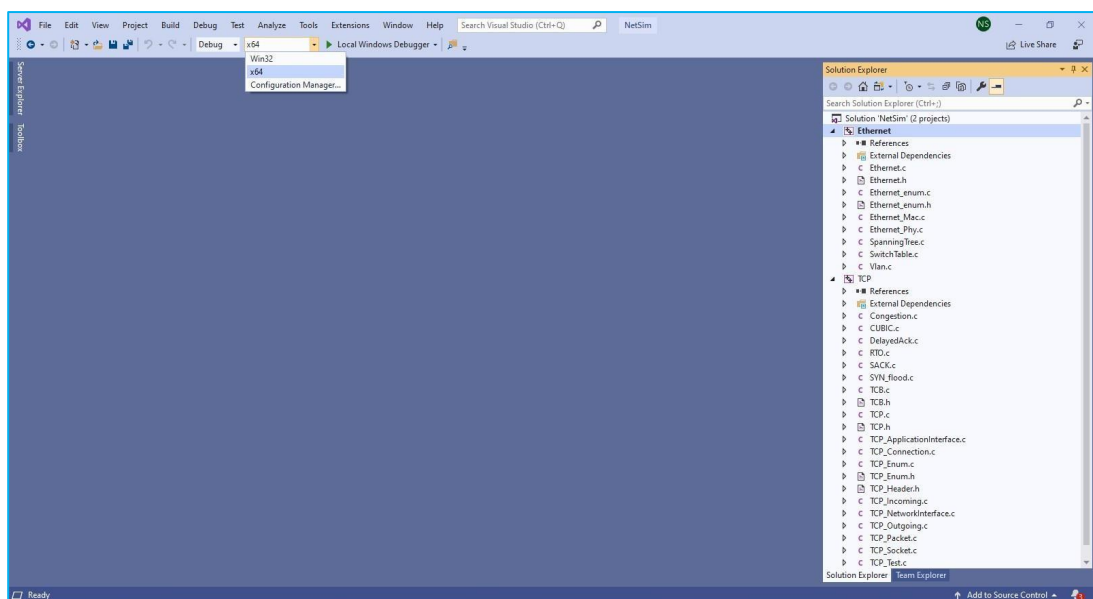 File Edit View Project Build Debug Test Analyze Tools Extensions Window Help Search Visual Studio (Ctrl+Q) NetSim NS
Debug x64 Local Windows Debugger Live Share
Win32
x64
Configuration Manager...
Server Explorer
Toolbox
Solution Explorer
Search Solution Explorer (Ctrl+;)
Solution 'NetSim' (2 projects)
Ethernet
References
External Dependencies
Ethernet.c
Ethernet.h
Ethernet_enum.c
Ethernet_enum.h
Ethernet_Mac.c
Ethernet_Phy.c
SpanningTree.c
SwitchTable.c
Vlan.c
TCP
References
External Dependencies
Congestion.c
CUBIC.c
DelayedAck.c
RTO.c
SACK.c
SYN_flood.c
TCB.c
TCB.h
TCP.c
TCP.h
TCP_ApplicationInterface.c
TCP_Connection.c
TCP_Enum.c
TCP_Enum.h
TCP_Header.h
TCP_Incoming.c
TCP_NetworkInterface.c
TCP_Outgoing.c
TCP_Packet.c
TCP_Socket.c
TCP_Test.c
Solution Explorer Team Explorer
Ready Add to Source Control